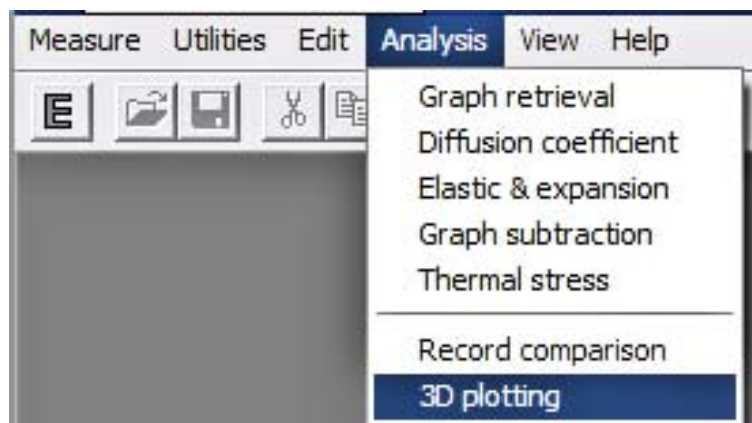 Measure Utilities Edit Analysis View Help
E
Graph retrieval
Diffusion coefficient
Elastic & expansion
Graph subtraction
Thermal stress
Record comparison
3D plotting